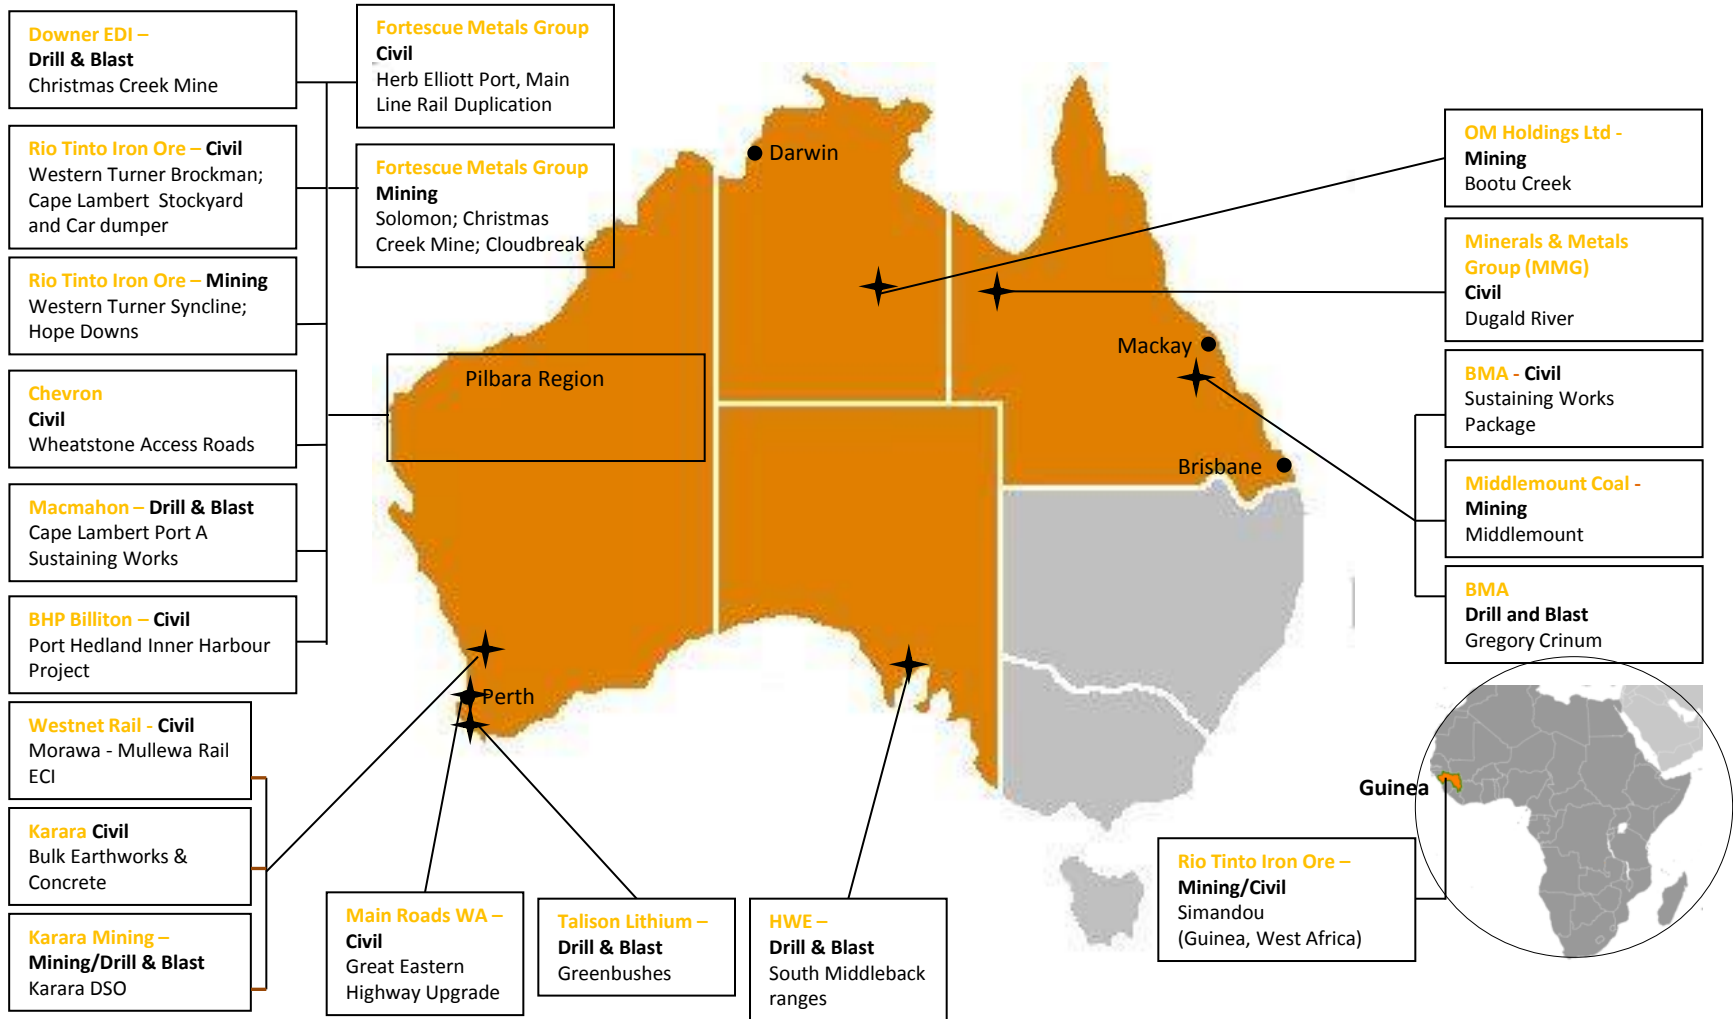 Downer EDI –
Drill & Blast
Christmas Creek Mine
Rio Tinto Iron Ore – Civil
Western Turner Brockman;
Cape Lambert Stockyard
and Car dumper
Rio Tinto Iron Ore – Mining
Western Turner Syncline;
Hope Downs
Chevron
Civil
Wheatstone Access Roads
Macmahon – Drill & Blast
Cape Lambert Port A
Sustaining Works
BHP Billiton – Civil
Port Hedland Inner Harbour
Project
Westnet Rail - Civil
Morawa - Mullewa Rail
ECI
Karara Civil
Bulk Earthworks &
Concrete
Karara Mining –
Mining/Drill & Blast
Karara DSO
Fortescue Metals Group
Civil
Herb Elliott Port, Main
Line Rail Duplication
Fortescue Metals Group
Mining
Solomon; Christmas
Creek Mine; Cloudbreak
Pilbara Region
Darwin
Mackay
Brisbane
Perth
Main Roads WA –
Civil
Great Eastern
Highway Upgrade
Talison Lithium –
Drill & Blast
Greenbushes
HWE –
Drill & Blast
South Middleback
ranges
OM Holdings Ltd -
Mining
Bootu Creek
Minerals & Metals
Group (MMG)
Civil
Dugald River
BMA - Civil
Sustaining Works
Package
Middlemount Coal -
Mining
Middlemount
BMA
Drill and Blast
Gregory Crinum
Guinea
Rio Tinto Iron Ore –
Mining/Civil
Simandou
(Guinea, West Africa)